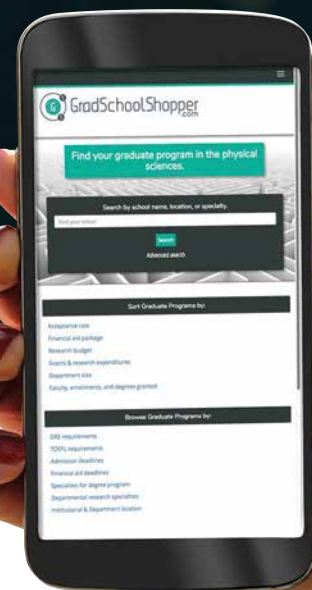 GradSchoolShopper
.com
Find your graduate program in the physical
sciences.
Search by school name, location, or specialty.
Find your school
Search
Advanced search
Sort Graduate Programs by:
Acceptance rate
Financial aid package
Research budget
Grants & research expenditures
Department size
Faculty, enrollments, and degrees granted
Browse Graduate Programs by:
GRE requirements
TOEFL requirements
Admission deadlines
Financial aid deadlines
Specialties for degree program
Departmental research specialties
Institutional & Department location